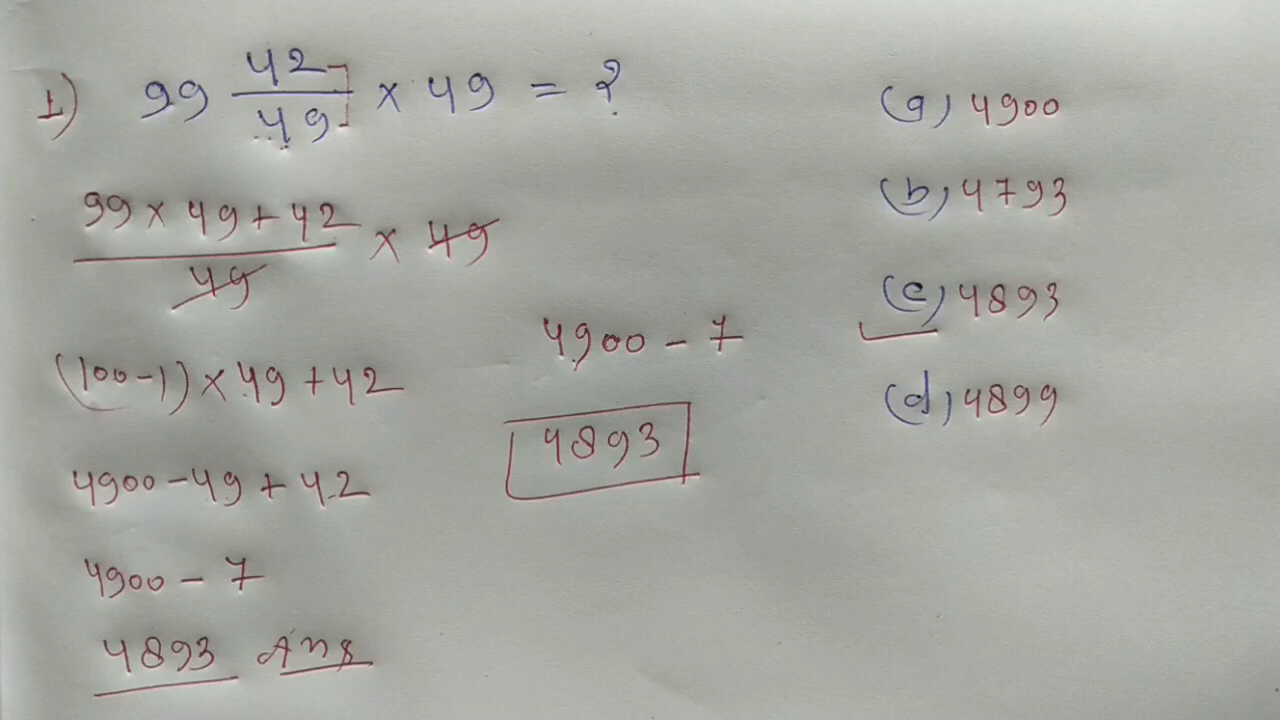 1) 99 42/49 × 49 = ?
99 × 49 + 42 / 49 × 49
(100-1) × 49 + 42
4900 - 49 + 42
4900 - 7
4893 Ans
4900 - 7
4893
(a) 4900
(b) 4793
(c) 4893
(d) 4899